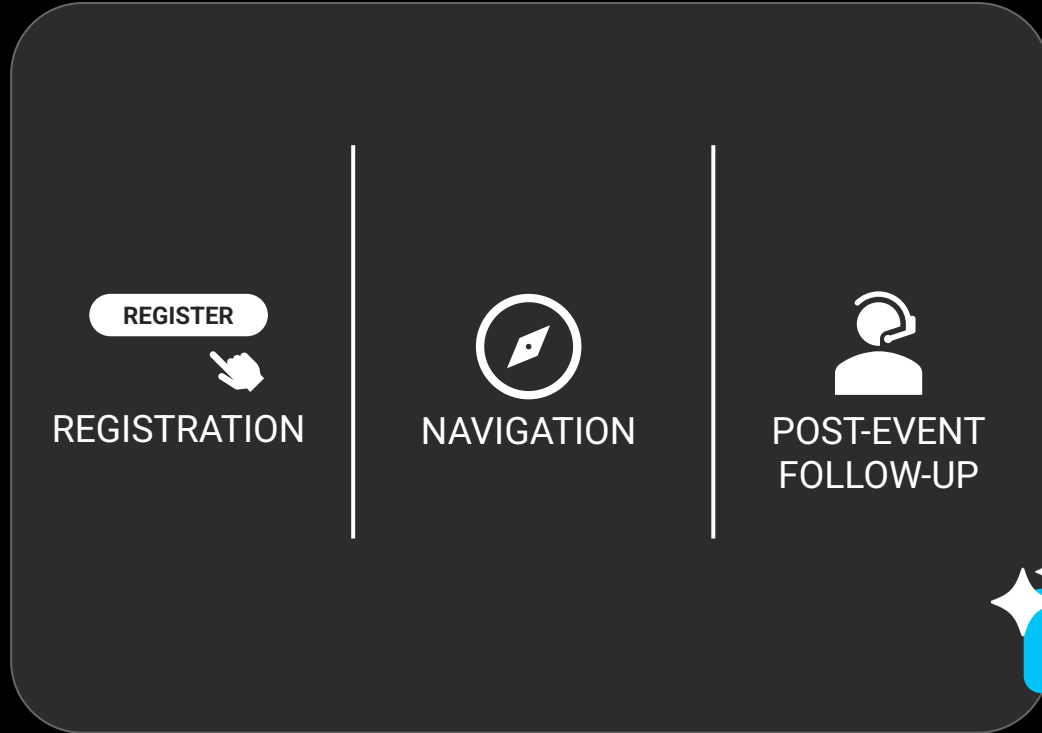 REGISTER
REGISTRATION
NAVIGATION
POST-EVENT
FOLLOW-UP